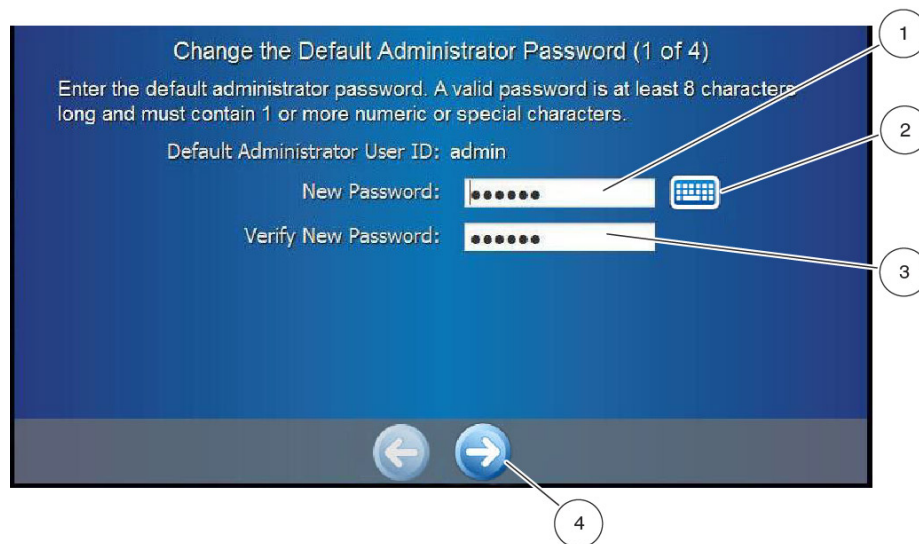 Change the Default Administrator Password (1 of 4)
Enter the default administrator password. A valid password is at least 8 characters
long and must contain 1 or more numeric or special characters.
Default Administrator User ID: admin
New Password: ●●●●●●
Verify New Password: ●●●●●●
1
2
3
4